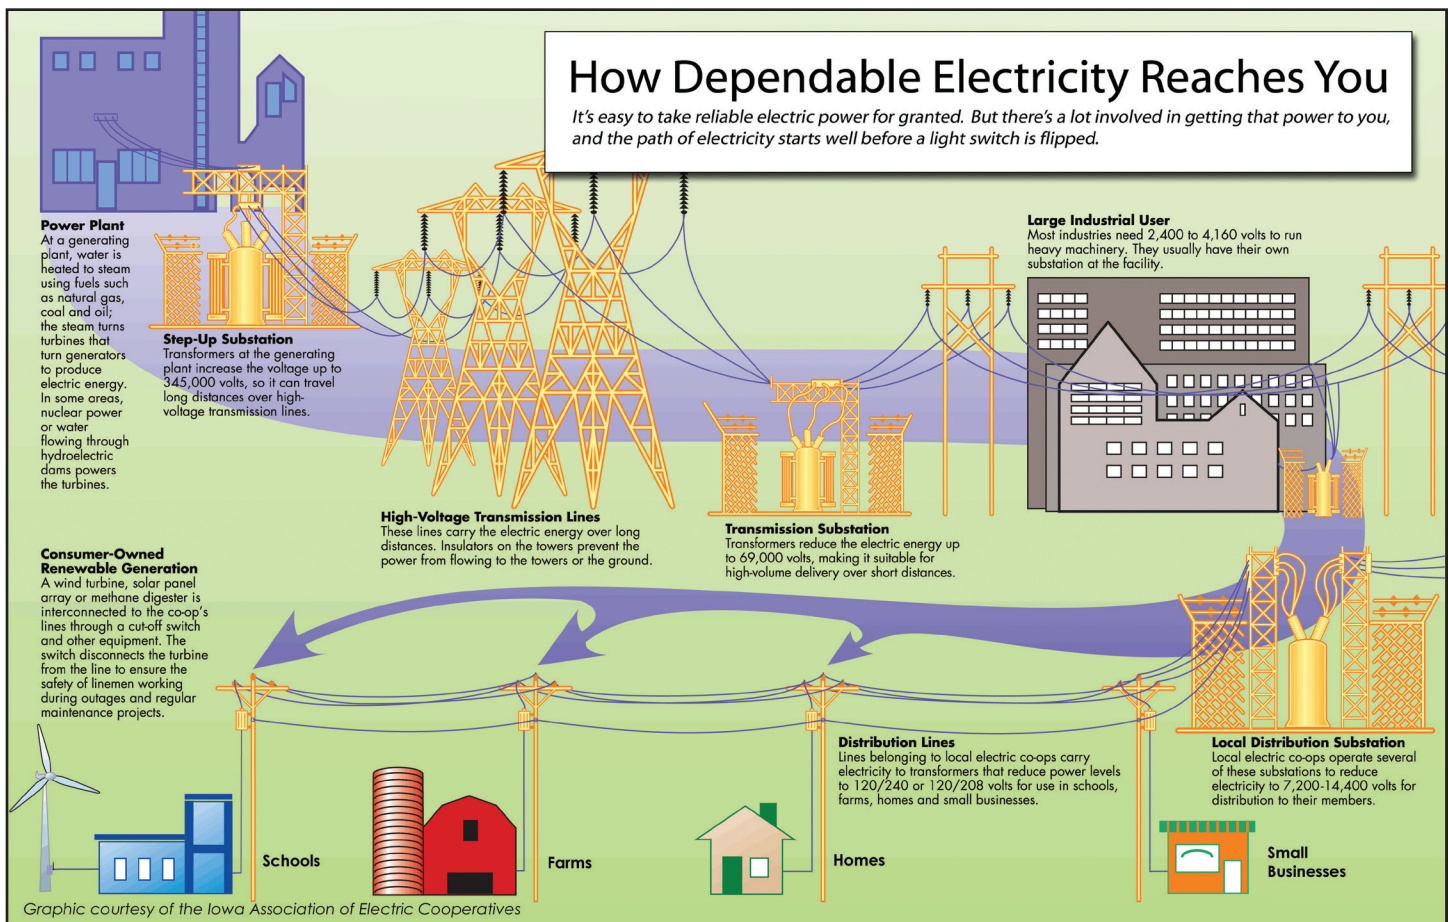 How Dependable Electricity Reaches You
It's easy to take reliable electric power for granted. But there's a lot involved in getting that power to you,
and the path of electricity starts well before a light switch is flipped.
Power Plant
At a generating
plant, water is
heated to steam
using fuels such
as natural gas,
coal and oil;
the steam turns
turbines that
turn generators
to produce
electric energy.
In some areas,
nuclear power
or water
flowing through
hydroelectric
dams powers
the turbines.
Step-Up Substation
Transformers at the generating
plant increase the voltage up to
345,000 volts, so it can travel
long distances over high-
voltage transmission lines.
High-Voltage Transmission Lines
These lines carry the electric energy over long
distances. Insulators on the towers prevent the
power from flowing to the towers or the ground.
Transmission Substation
Transformers reduce the electric energy up
to 69,000 volts, making it suitable for
high-volume delivery over short distances.
Large Industrial User
Most industries need 2,400 to 4,160 volts to run
heavy machinery. They usually have their own
substation at the facility.
Consumer-Owned
Renewable Generation
A wind turbine, solar panel
array or methane digester is
interconnected to the co-op's
lines through a cut-off switch
and other equipment. The
switch disconnects the turbine
from the line to ensure the
safety of linemen working
during outages and regular
maintenance projects.
Distribution Lines
Lines belonging to local electric co-ops carry
electricity to transformers that reduce power levels
to 120/240 or 120/208 volts for use in schools,
farms, homes and small businesses.
Local Distribution Substation
Local electric co-ops operate several
of these substations to reduce
electricity to 7,200-14,400 volts for
distribution to their members.
Schools
Farms
Homes
Small
Businesses
Graphic courtesy of the Iowa Association of Electric Cooperatives